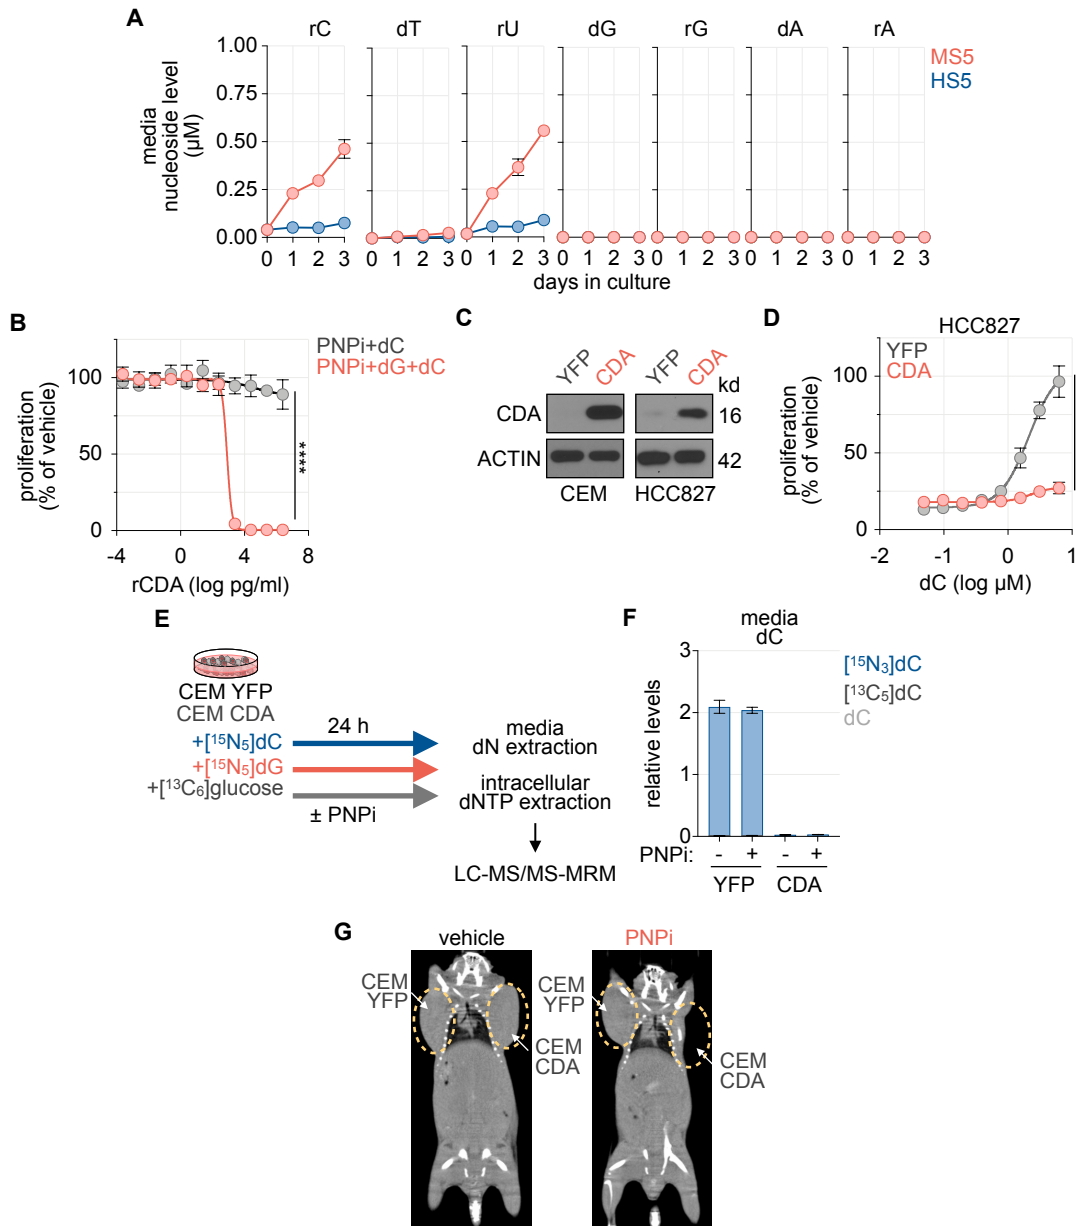 A
rC dT rU dG rG dA rA
MS5
HS5
media
nucleoside level
(µM)
1.00
0.75
0.50
0.25
0.00
0 1 2 3 0 1 2 3 0 1 2 3 0 1 2 3 0 1 2 3 0 1 2 3 0 1 2 3
days in culture
B
PNPi+dC
PNPi+dG+dC
proliferation
(% of vehicle)
100
50
0
****
-4 0 4 8
rCDA (log pg/ml)
C
YFP CDA YFP CDA
kd
CDA 16
ACTIN 42
CEM HCC827
D
HCC827
YFP
CDA
proliferation
(% of vehicle)
100
50
0
-2 -1 0 1
dC (log µM)
E
CEM YFP
CEM CDA
+[15N5]dC
+[15N5]dG
+[13C6]glucose
24 h
± PNPi
media
dN extraction
intracellular
dNTP extraction
LC-MS/MS-MRM
F
media
dC
[15N3]dC
[13C5]dC
dC
relative levels
3
2
1
0
PNPi: - + - +
YFP CDA
G
vehicle PNPi
CEM
YFP
CEM
CDA
CEM
YFP
CEM
CDA